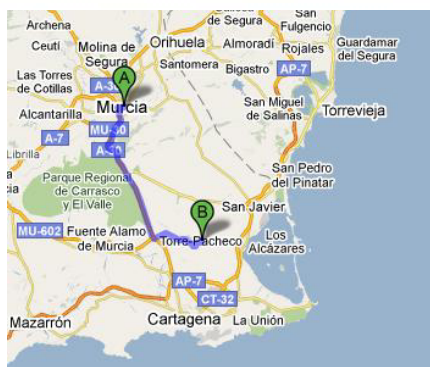 Archena
Ceutí
Molina de
Segura
Orihuela
Callosa
de Segura
San
Fulgencio
Almoradí
Rojales
Guardamar
del Segura
Las Torres
de Cotillas
Santomera
Bigastro
AP-7
A
Murcia
Alcantarilla
San Miguel
de Salinas
Torrevieja
A-7
MU-30
A-30
Librilla
Parque Regional
de Carrasco
y El Valle
San Pedro
del Pinatar
B
San Javier
MU-602
Fuente Alamo
de Murcia
Torre-Pacheco
Los
Alcázares
AP-7
CT-32
Mazarrón
Cartagena
La Unión